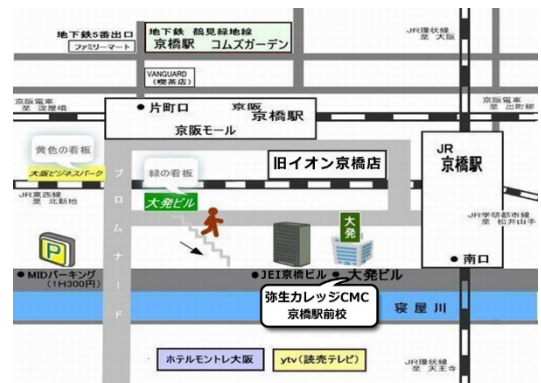 地下鉄5番出口
ファミリーマート
地下鉄 鶴見緑地線
京橋駅 コムズガーデン
JR環状線
至 大阪
VANGUARD
(喫茶店)
京阪電車
至 淀屋橋
片町口
京阪
京橋駅
京阪モール
京阪電車
至 出町柳
黄色の看板
大阪ビジネスパーク
緑の看板
大発ビル
旧イオン京橋店
JR
京橋駅
JR東西線
至 北新地
プロムナード
大発
JR学研都市線
至 松井山手
南口
MIDパーキング
(1H300円)
JEI京橋ビル
大発ビル
弥生カレッジCMC
京橋駅前校
寝屋川
ホテルモントレ大阪
ytv(読売テレビ)
JR環状線
至 天王寺